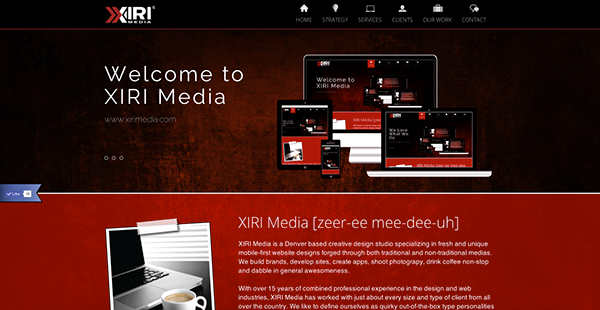 XIRI
MEDIA
HOME STRATEGY SERVICES CLIENTS OUR WORK CONTACT
Welcome to
XIRI Media
www.xirimedia.com
XIRI
Welcome to
XIRI Media
We Love
What We
Do
Like
XIRI Media [zeer-ee mee-dee-uh]
XIRI Media is a Denver based creative design studio specializing in fresh and unique
mobile-first website designs forged through both traditional and non-traditional medias.
We build brands, develop sites, create apps, shoot photograpy, drink coffee non-stop
and dabble in general awesomeness.
With over 15 years of combined professional experience in the design and web
industries, XIRI Media has worked with just about every size and type of client from all
over the country. We like to define ourselves as quirky out-of-the-box type personalities